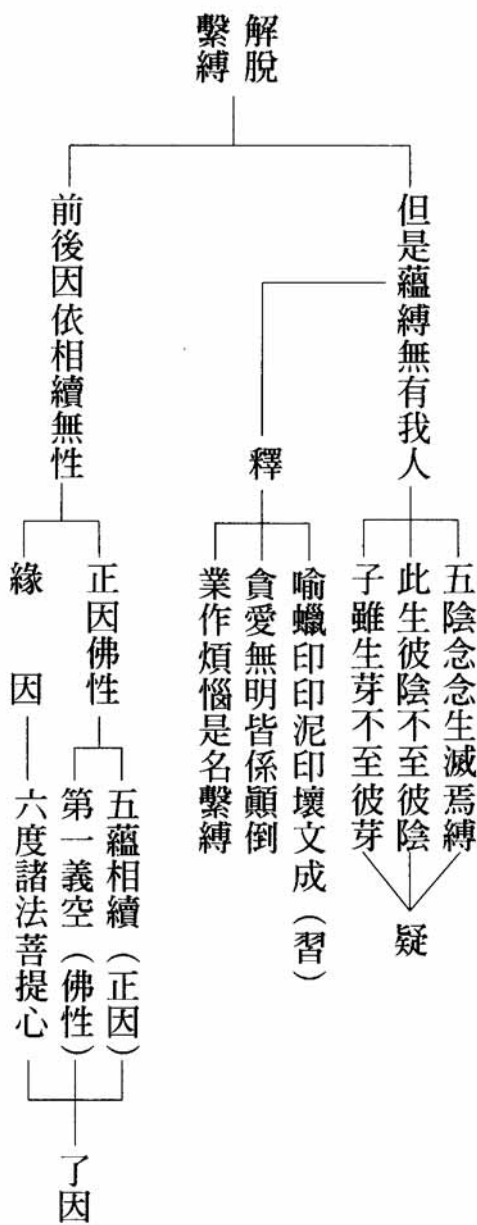 解脫
繫縛
但是蘊縛無有我人
五陰念念生滅焉縛
此生彼陰不至彼陰
子雖生芽不至彼芽
疑
釋
喻蠟印印泥印壞文成（習）
貪愛無明皆係顚倒
業作煩惱是名繫縛
前後因依相續無性
正因佛性
五蘊相續（正因）
第一義空（佛性）
緣因
六度諸法菩提心
了因